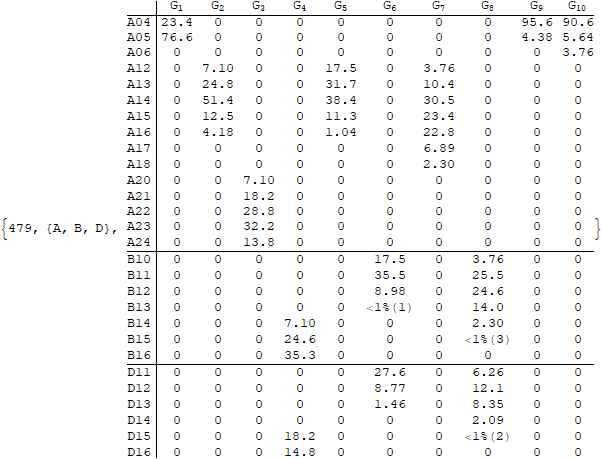 G1 G2 G3 G4 G5 G6 G7 G8 G9 G10
A04 23.4 0 0 0 0 0 0 0 95.6 90.6
A05 76.6 0 0 0 0 0 0 0 4.38 5.64
A06 0 0 0 0 0 0 0 0 0 3.76
A12 0 7.10 0 0 17.5 0 3.76 0 0 0
A13 0 24.8 0 0 31.7 0 10.4 0 0 0
A14 0 51.4 0 0 38.4 0 30.5 0 0 0
A15 0 12.5 0 0 11.3 0 23.4 0 0 0
A16 0 4.18 0 0 1.04 0 22.8 0 0 0
A17 0 0 0 0 0 0 6.89 0 0 0
A18 0 0 0 0 0 0 2.30 0 0 0
A20 0 0 7.10 0 0 0 0 0 0 0
A21 0 0 18.2 0 0 0 0 0 0 0
A22 0 0 28.8 0 0 0 0 0 0 0
{479, {A, B, D}, A23 0 0 32.2 0 0 0 0 0 0 0 }
A24 0 0 13.8 0 0 0 0 0 0 0
B10 0 0 0 0 0 17.5 0 3.76 0 0
B11 0 0 0 0 0 35.5 0 25.5 0 0
B12 0 0 0 0 0 8.98 0 24.6 0 0
B13 0 0 0 0 0 <1%(1) 0 14.0 0 0
B14 0 0 0 7.10 0 0 0 2.30 0 0
B15 0 0 0 24.6 0 0 0 <1%(3) 0 0
B16 0 0 0 35.3 0 0 0 0 0 0
D11 0 0 0 0 0 27.6 0 6.26 0 0
D12 0 0 0 0 0 8.77 0 12.1 0 0
D13 0 0 0 0 0 1.46 0 8.35 0 0
D14 0 0 0 0 0 0 0 2.09 0 0
D15 0 0 0 18.2 0 0 0 <1%(2) 0 0
D16 0 0 0 14.8 0 0 0 0 0 0